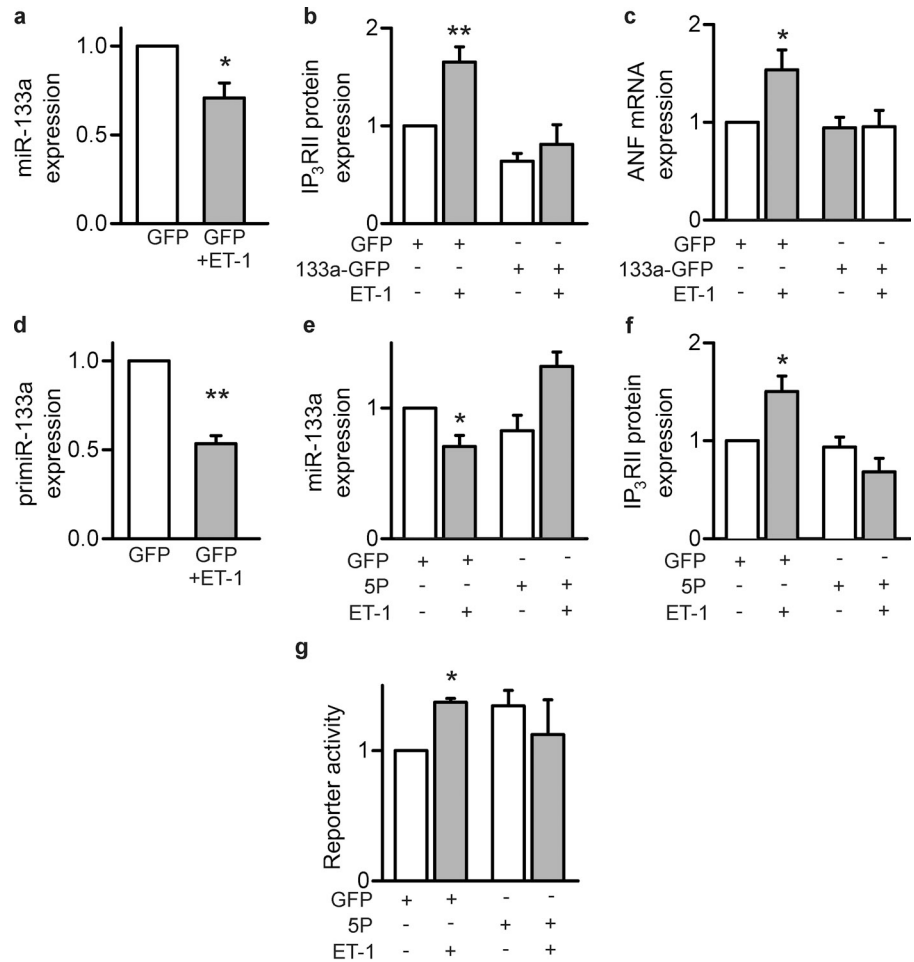 a
miR-133a
expression
1.0
0.5
0.0
*
GFP
GFP
+ET-1
b
IP3RII protein
expression
2
1
0
**
GFP + + - -
133a-GFP - - + +
ET-1 - + - +
c
ANF mRNA
expression
2
1
0
*
GFP + + - -
133a-GFP - - + +
ET-1 - + - +
d
primiR-133a
expression
1.0
0.5
0.0
**
GFP
GFP
+ET-1
e
miR-133a
expression
1
0
*
GFP + + - -
5P - - + +
ET-1 - + - +
f
IP3RII protein
expression
2
1
0
*
GFP + + - -
5P - - + +
ET-1 - + - +
g
Reporter activity
1
0
*
GFP + + - -
5P - - + +
ET-1 - + - +